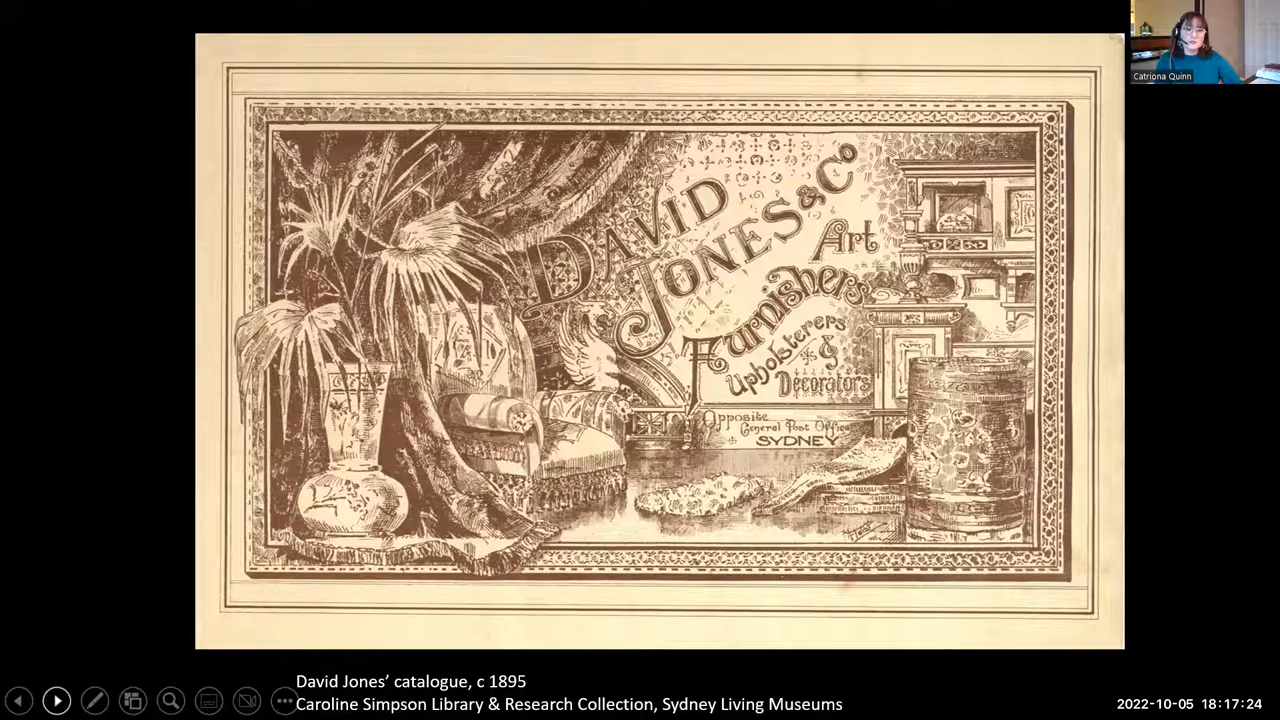 Catriona Quinn
DAVID
JONES & Co
Art
Furnishers
Upholsterers
&
Decorators
Opposite
General Post Office
SYDNEY
David Jones’ catalogue, c 1895
Caroline Simpson Library & Research Collection, Sydney Living Museums
2022-10-05 18:17:24